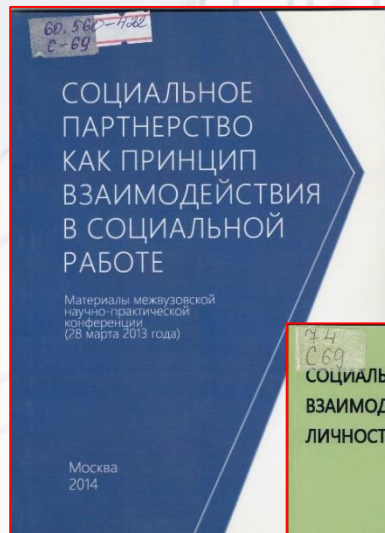 60.560-422
С-69
СОЦИАЛЬНОЕ
ПАРТНЕРСТВО
КАК ПРИНЦИП
ВЗАИМОДЕЙСТВИЯ
В СОЦИАЛЬНОЙ
РАБОТЕ
Материалы межвузовской
научно-практической
конференции
(28 марта 2013 года)
Москва
2014
74
С69